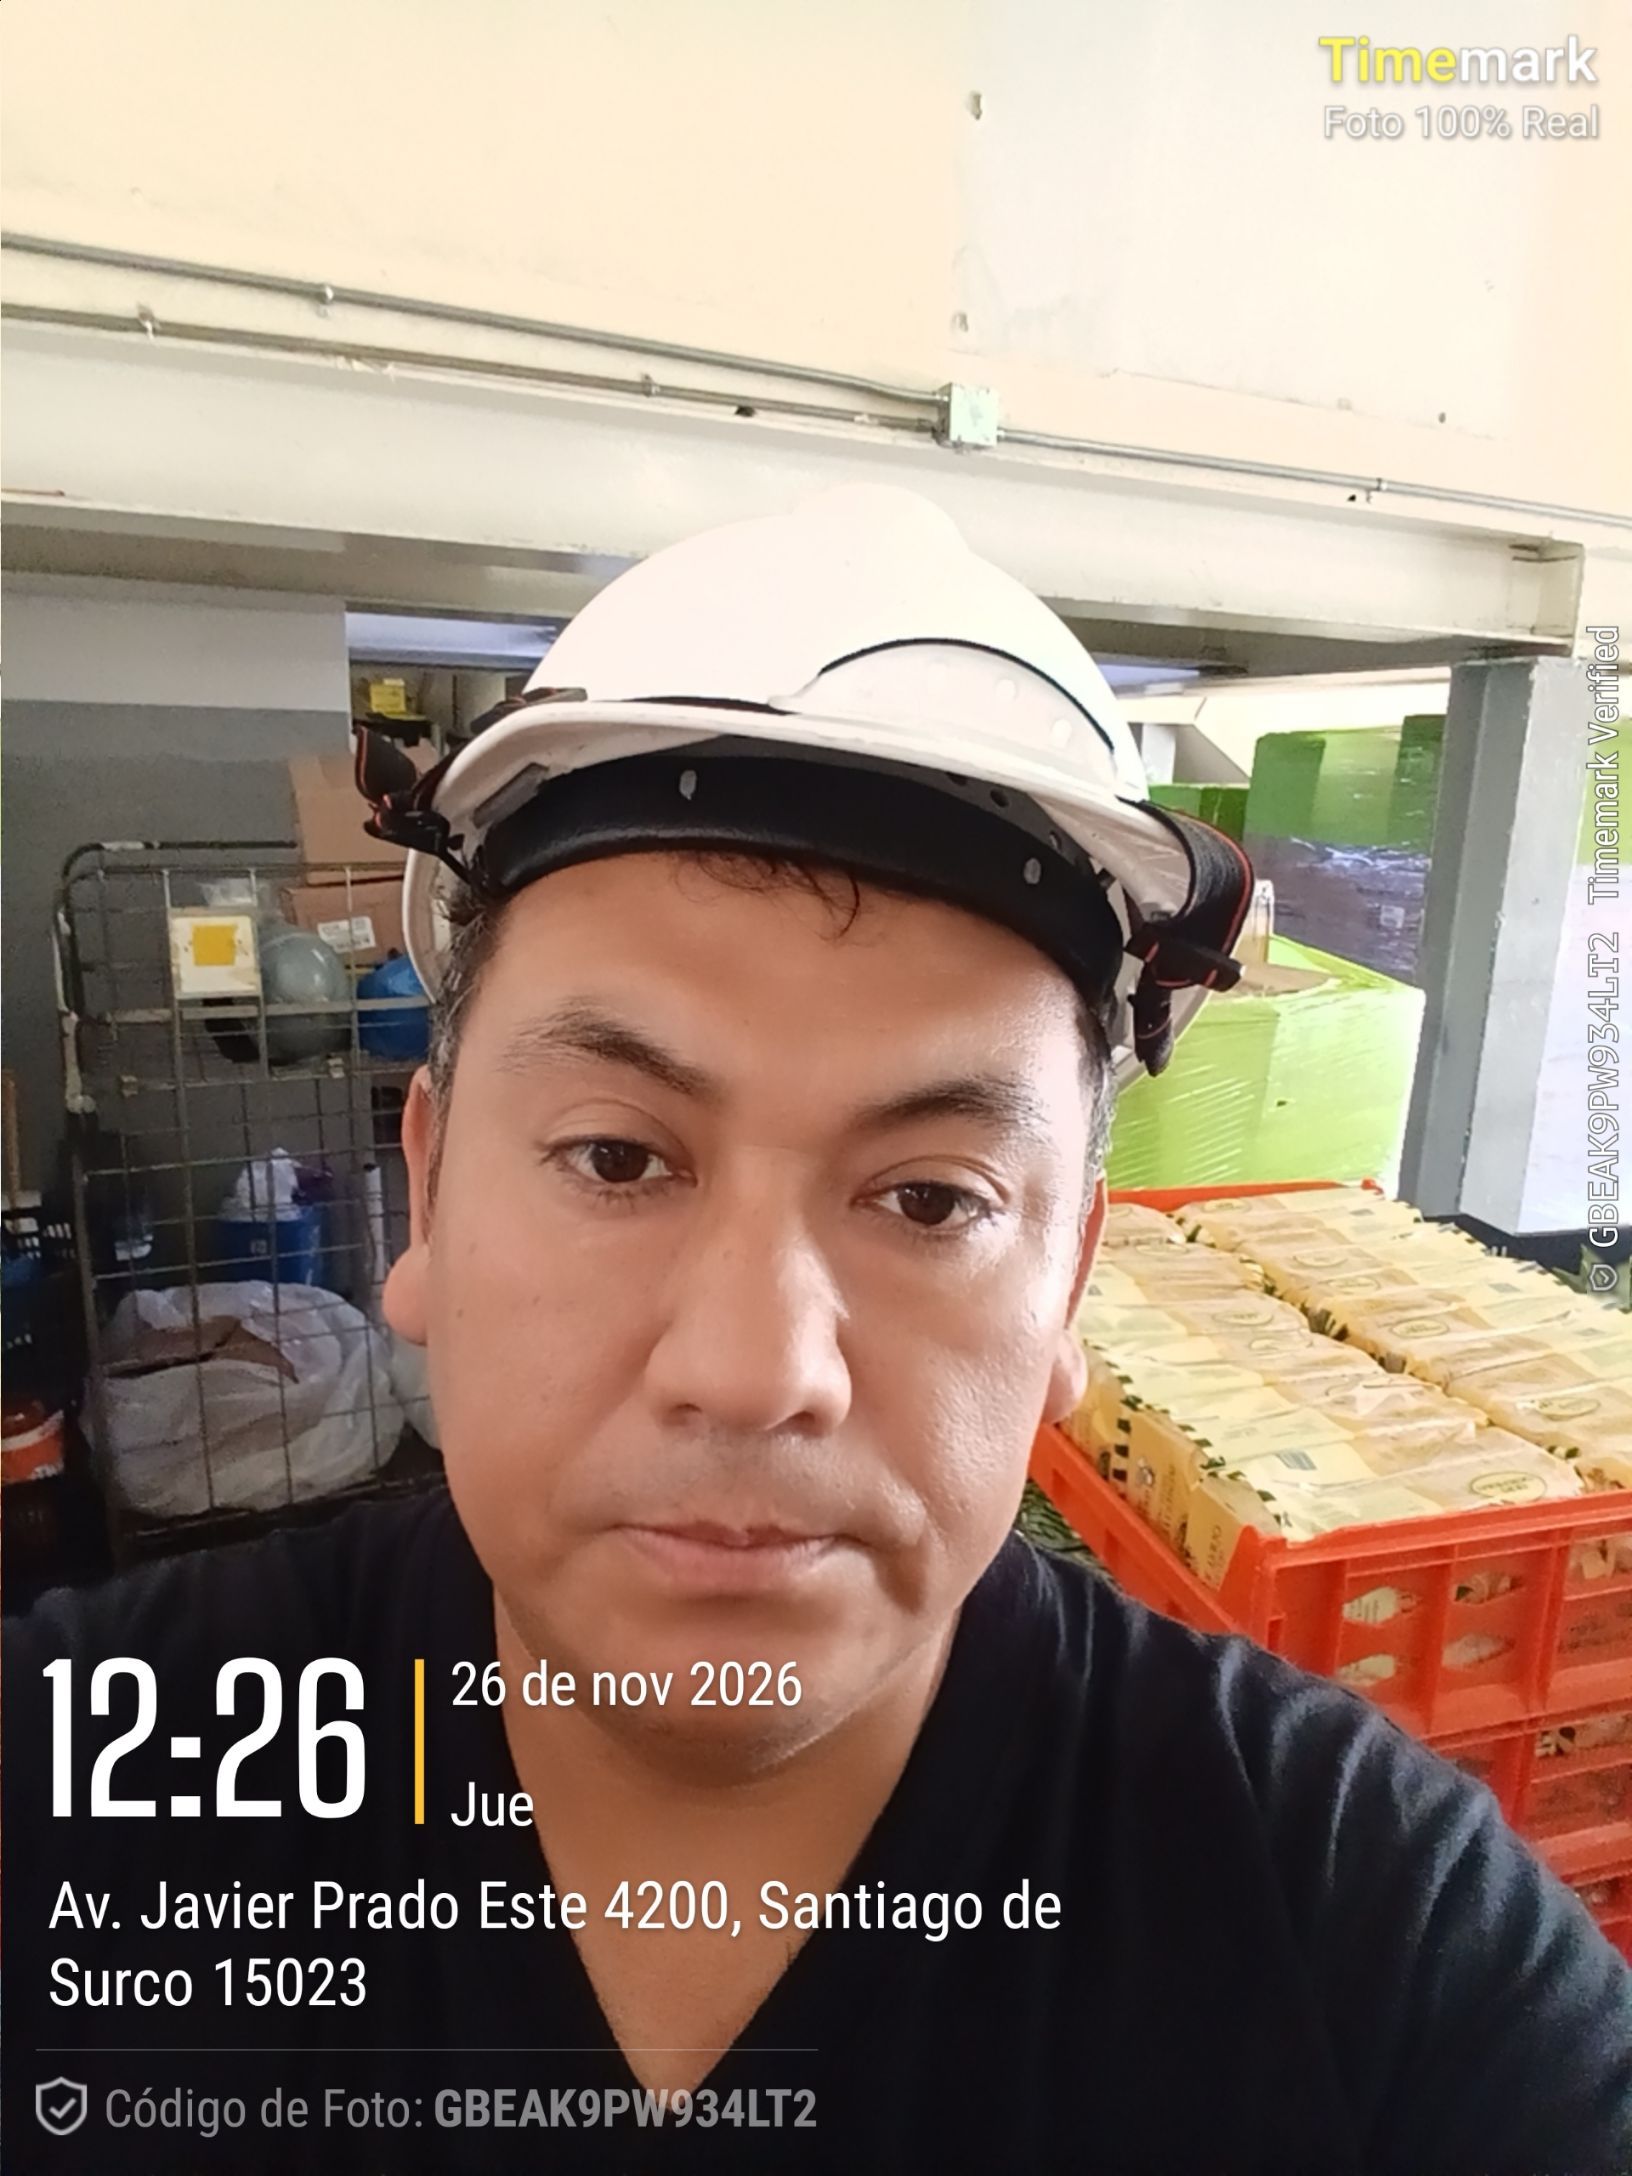 Timemark
Foto 100% Real
GBEAK9PW934LT2 Timemark Verified
12:26
26 de nov 2026
Jue
Av. Javier Prado Este 4200, Santiago de
Surco 15023
Código de Foto: GBEAK9PW934LT2